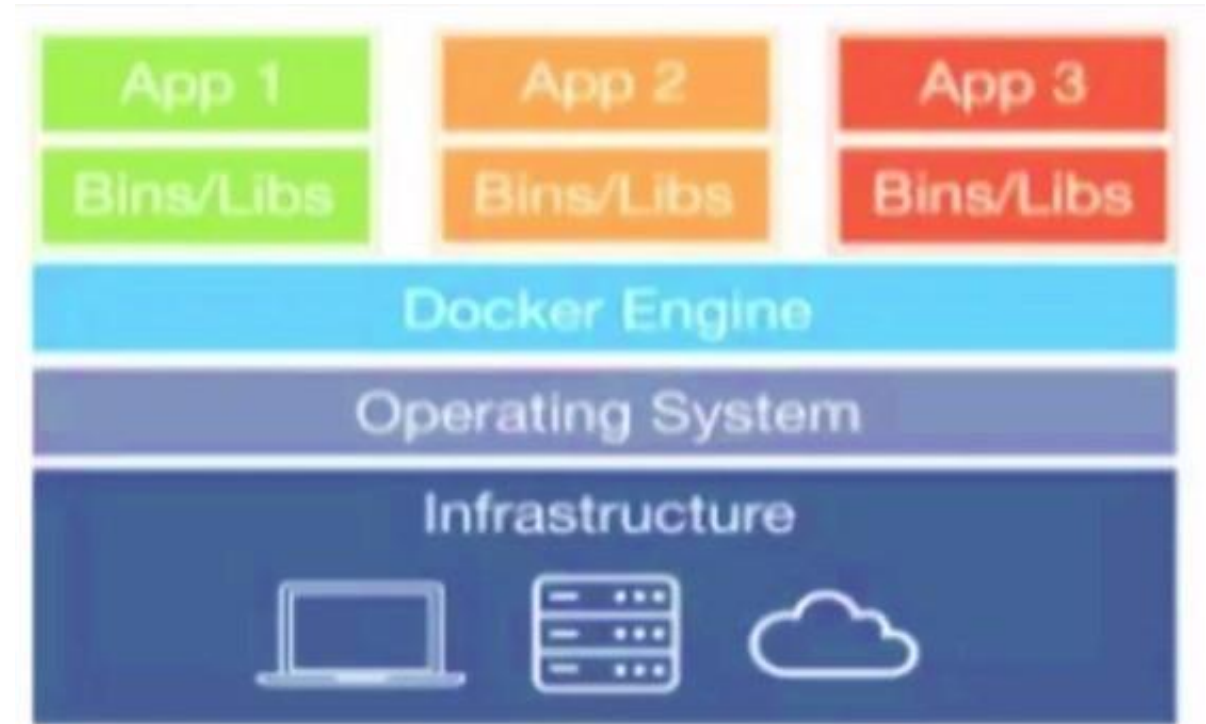 App 1
App 2
App 3
Bins/Libs
Bins/Libs
Bins/Libs
Docker Engine
Operating System
Infrastructure